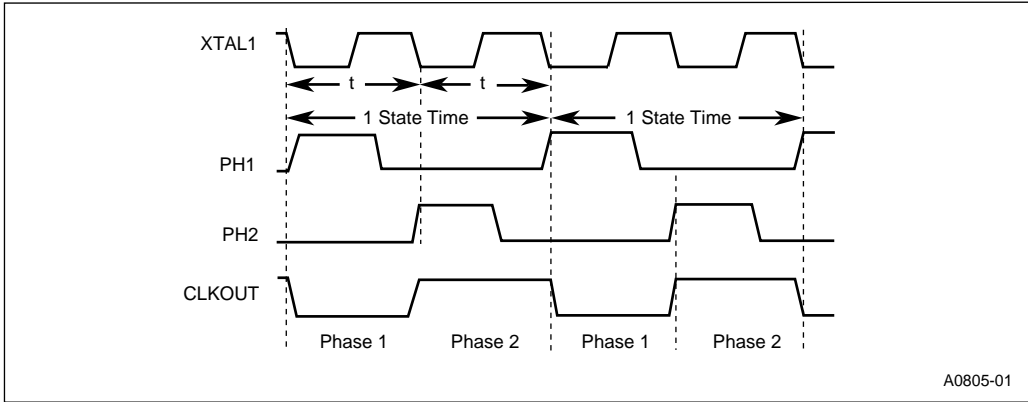 XTAL1
t t
1 State Time 1 State Time
PH1
PH2
CLKOUT
Phase 1 Phase 2 Phase 1 Phase 2
A0805-01